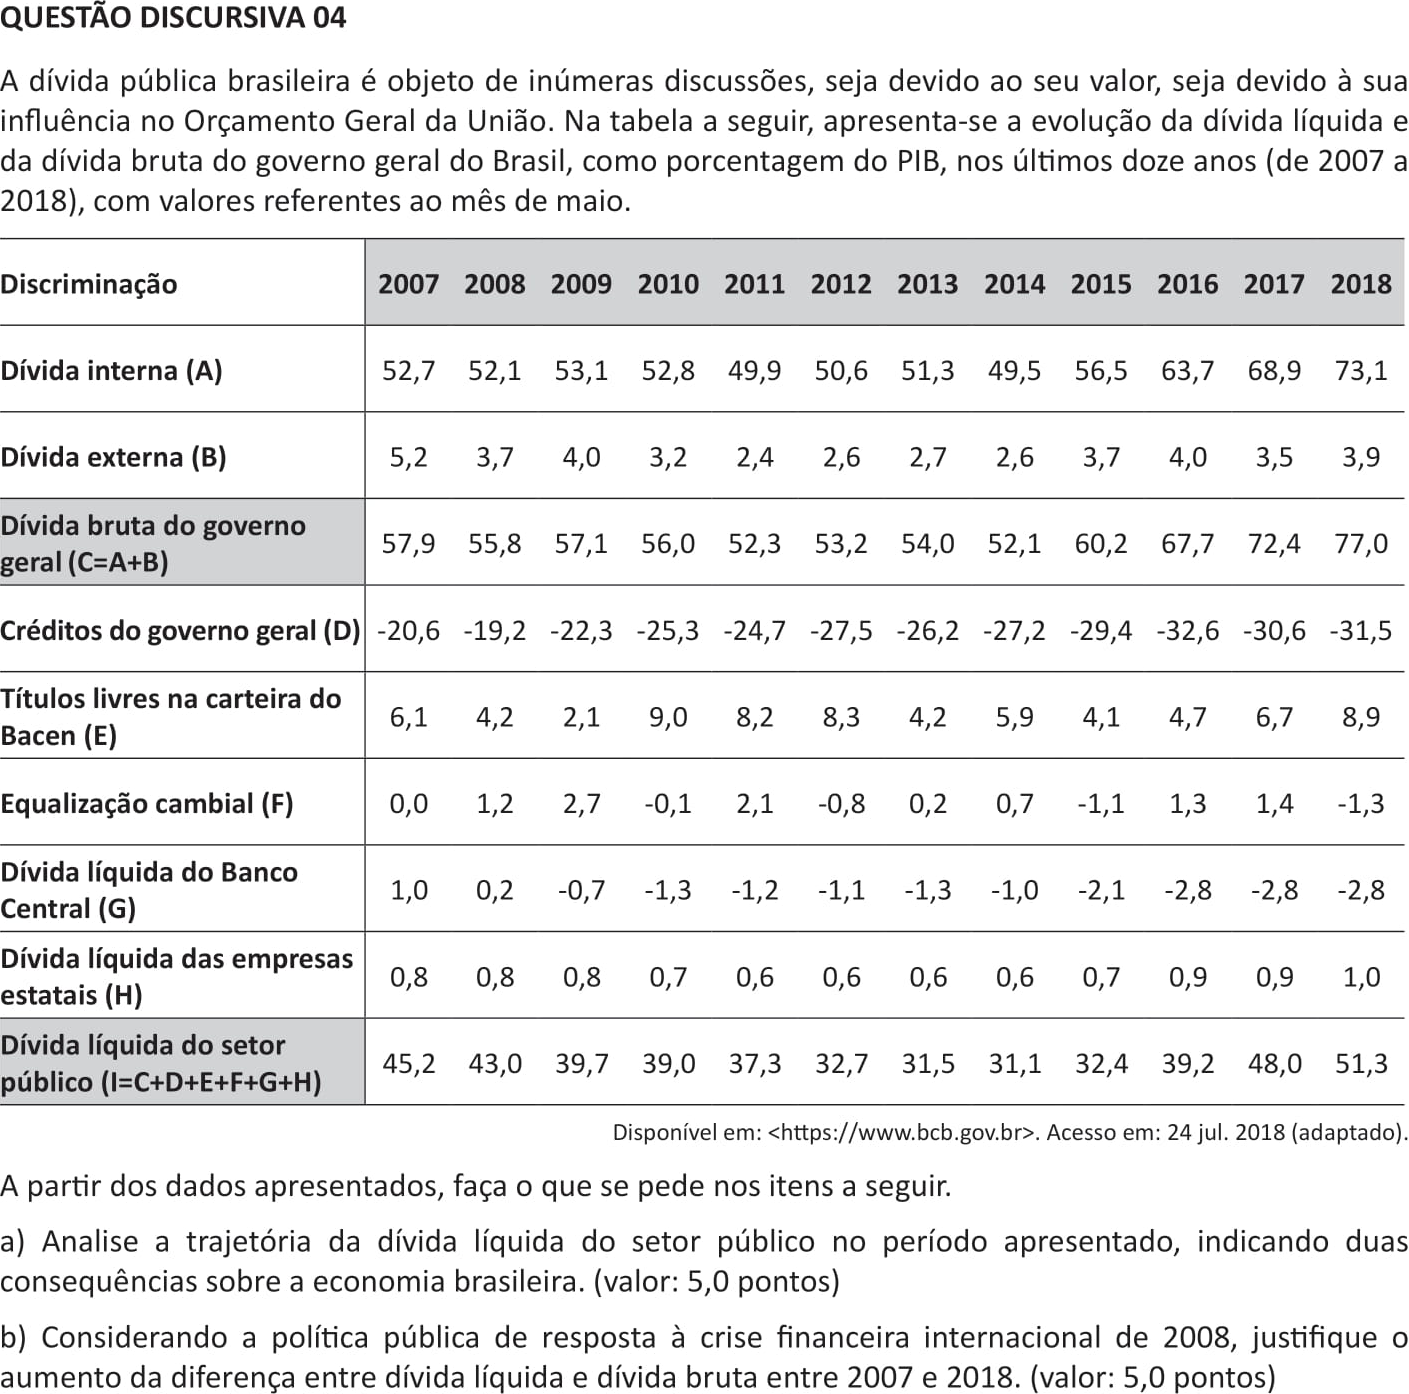 QUESTÃO DISCURSIVA 04
A dívida pública brasileira é objeto de inúmeras discussões, seja devido ao seu valor, seja devido à sua
influência no Orçamento Geral da União. Na tabela a seguir, apresenta-se a evolução da dívida líquida e
da dívida bruta do governo geral do Brasil, como porcentagem do PIB, nos últimos doze anos (de 2007 a
2018), com valores referentes ao mês de maio.
Discriminação 2007 2008 2009 2010 2011 2012 2013 2014 2015 2016 2017 2018
Dívida interna (A) 52,7 52,1 53,1 52,8 49,9 50,6 51,3 49,5 56,5 63,7 68,9 73,1
Dívida externa (B) 5,2 3,7 4,0 3,2 2,4 2,6 2,7 2,6 3,7 4,0 3,5 3,9
Dívida bruta do governo
geral (C=A+B) 57,9 55,8 57,1 56,0 52,3 53,2 54,0 52,1 60,2 67,7 72,4 77,0
Créditos do governo geral (D) -20,6 -19,2 -22,3 -25,3 -24,7 -27,5 -26,2 -27,2 -29,4 -32,6 -30,6 -31,5
Títulos livres na carteira do
Bacen (E) 6,1 4,2 2,1 9,0 8,2 8,3 4,2 5,9 4,1 4,7 6,7 8,9
Equalização cambial (F) 0,0 1,2 2,7 -0,1 2,1 -0,8 0,2 0,7 -1,1 1,3 1,4 -1,3
Dívida líquida do Banco
Central (G) 1,0 0,2 -0,7 -1,3 -1,2 -1,1 -1,3 -1,0 -2,1 -2,8 -2,8 -2,8
Dívida líquida das empresas
estatais (H) 0,8 0,8 0,8 0,7 0,6 0,6 0,6 0,6 0,7 0,9 0,9 1,0
Dívida líquida do setor
público (I=C+D+E+F+G+H) 45,2 43,0 39,7 39,0 37,3 32,7 31,5 31,1 32,4 39,2 48,0 51,3
Disponível em: <https://www.bcb.gov.br>. Acesso em: 24 jul. 2018 (adaptado).
A partir dos dados apresentados, faça o que se pede nos itens a seguir.
a) Analise a trajetória da dívida líquida do setor público no período apresentado, indicando duas
consequências sobre a economia brasileira. (valor: 5,0 pontos)
b) Considerando a política pública de resposta à crise financeira internacional de 2008, justifique o
aumento da diferença entre dívida líquida e dívida bruta entre 2007 e 2018. (valor: 5,0 pontos)